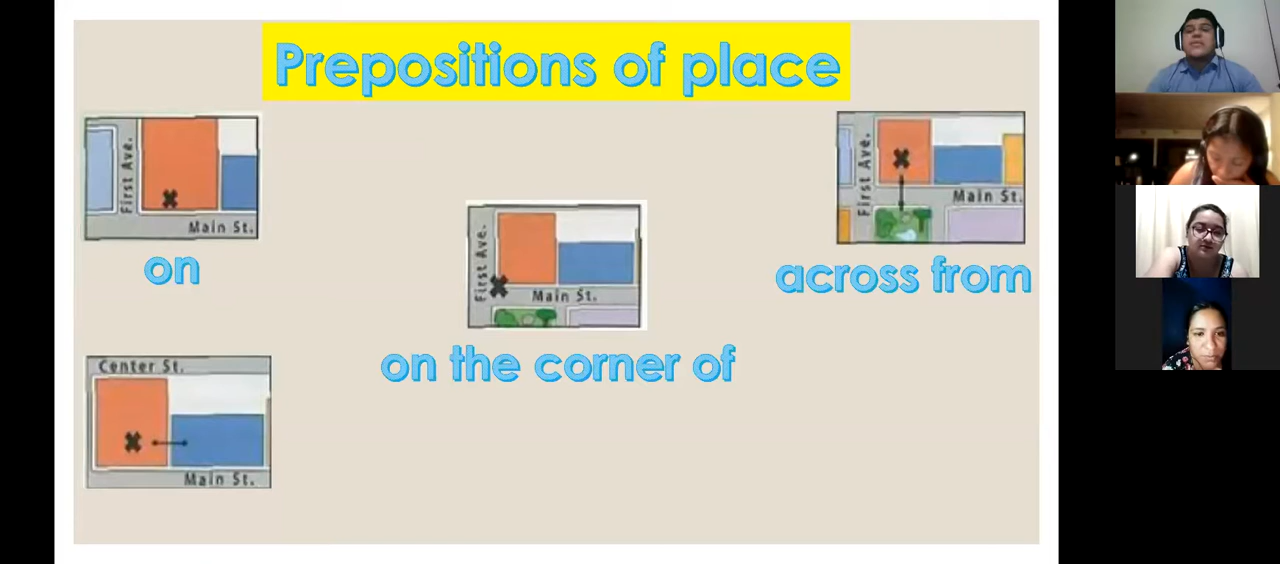 Prepositions of place
First Ave.
Main St.
on
First Ave.
Main St.
on the corner of
First Ave.
Main St.
across from
Center St.
Main St.